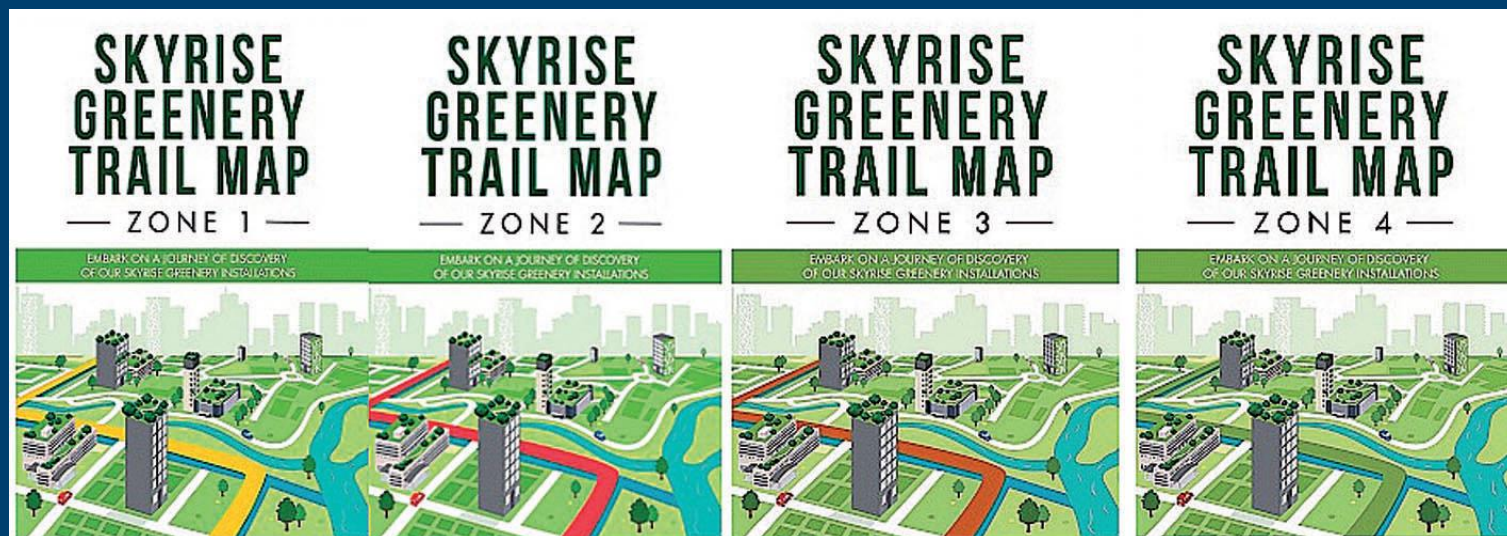 SKYRISE
GREENERY
TRAIL MAP
ZONE 1
EMBARK ON A JOURNEY OF DISCOVERY
OF OUR SKYRISE GREENERY INSTALLATIONS
SKYRISE
GREENERY
TRAIL MAP
ZONE 2
EMBARK ON A JOURNEY OF DISCOVERY
OF OUR SKYRISE GREENERY INSTALLATIONS
SKYRISE
GREENERY
TRAIL MAP
ZONE 3
EMBARK ON A JOURNEY OF DISCOVERY
OF OUR SKYRISE GREENERY INSTALLATIONS
SKYRISE
GREENERY
TRAIL MAP
ZONE 4
EMBARK ON A JOURNEY OF DISCOVERY
OF OUR SKYRISE GREENERY INSTALLATIONS